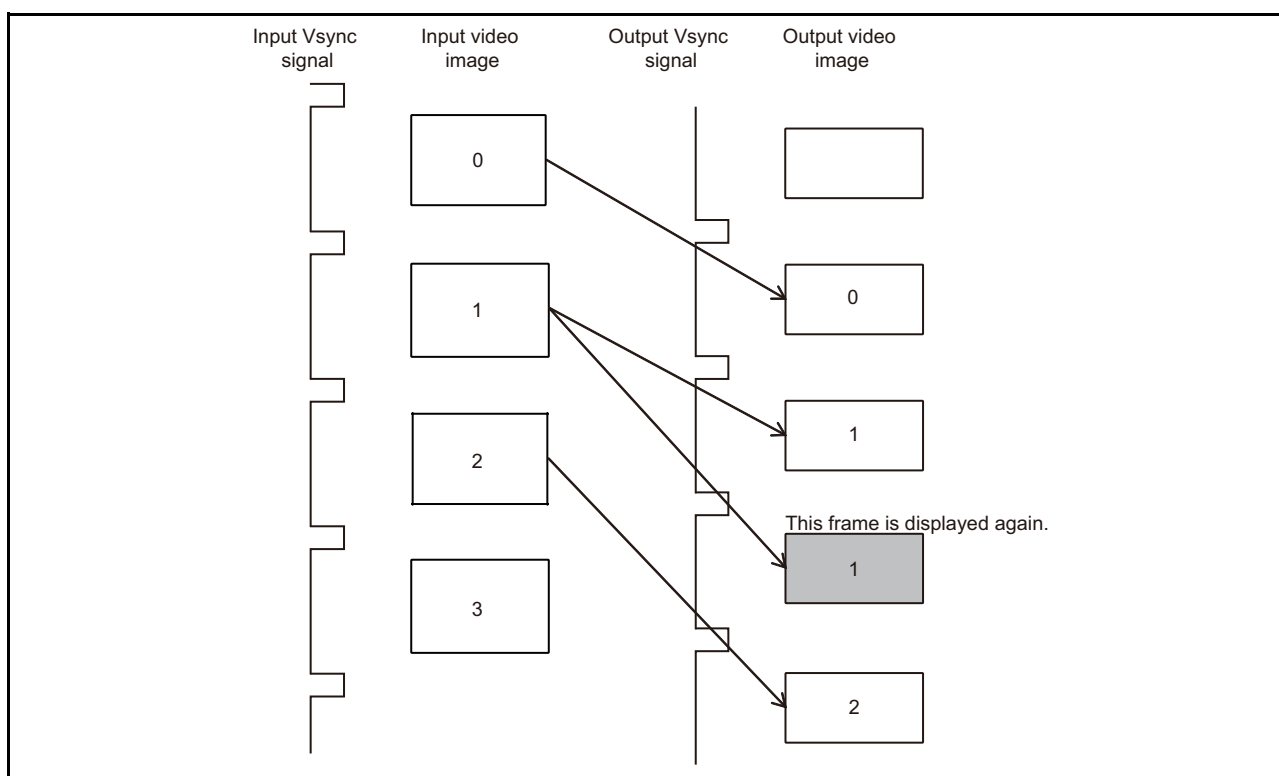 Input Vsync
signal
Input video
image
Output Vsync
signal
Output video
image
0
1
2
3
0
1
This frame is displayed again.
1
2